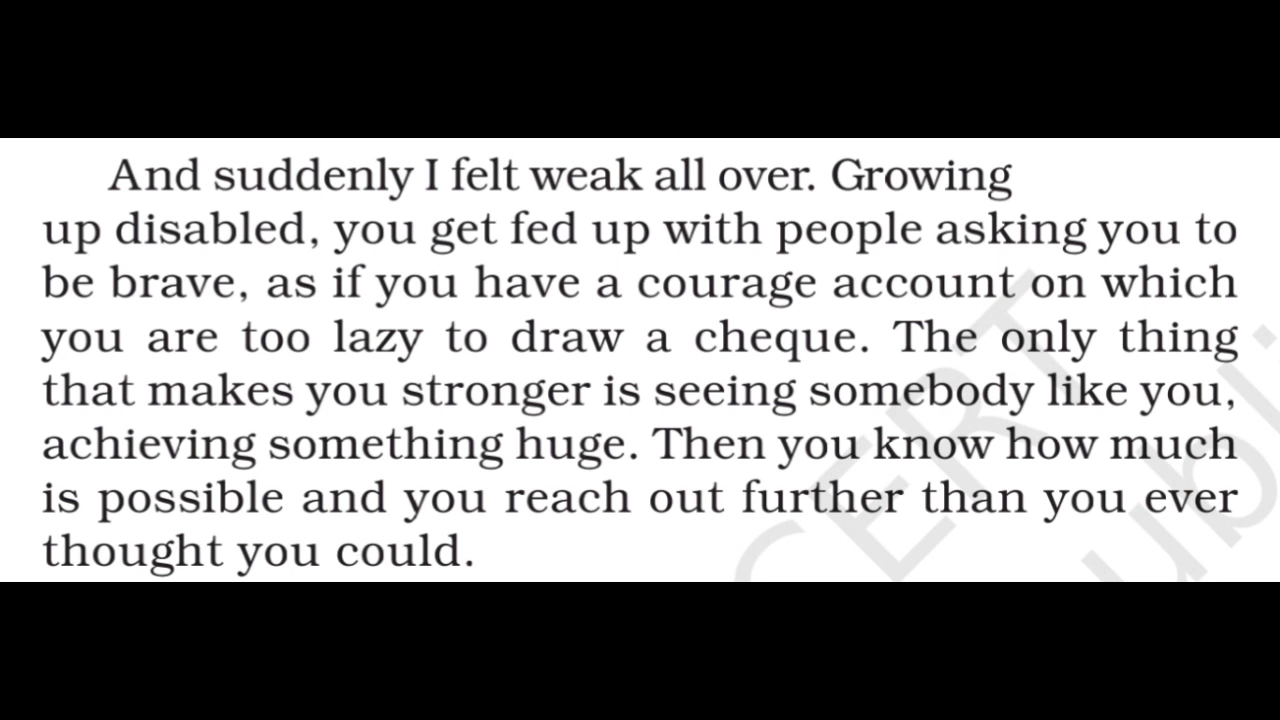 And suddenly I felt weak all over. Growing
up disabled, you get fed up with people asking you to
be brave, as if you have a courage account on which
you are too lazy to draw a cheque. The only thing
that makes you stronger is seeing somebody like you,
achieving something huge. Then you know how much
is possible and you reach out further than you ever
thought you could.